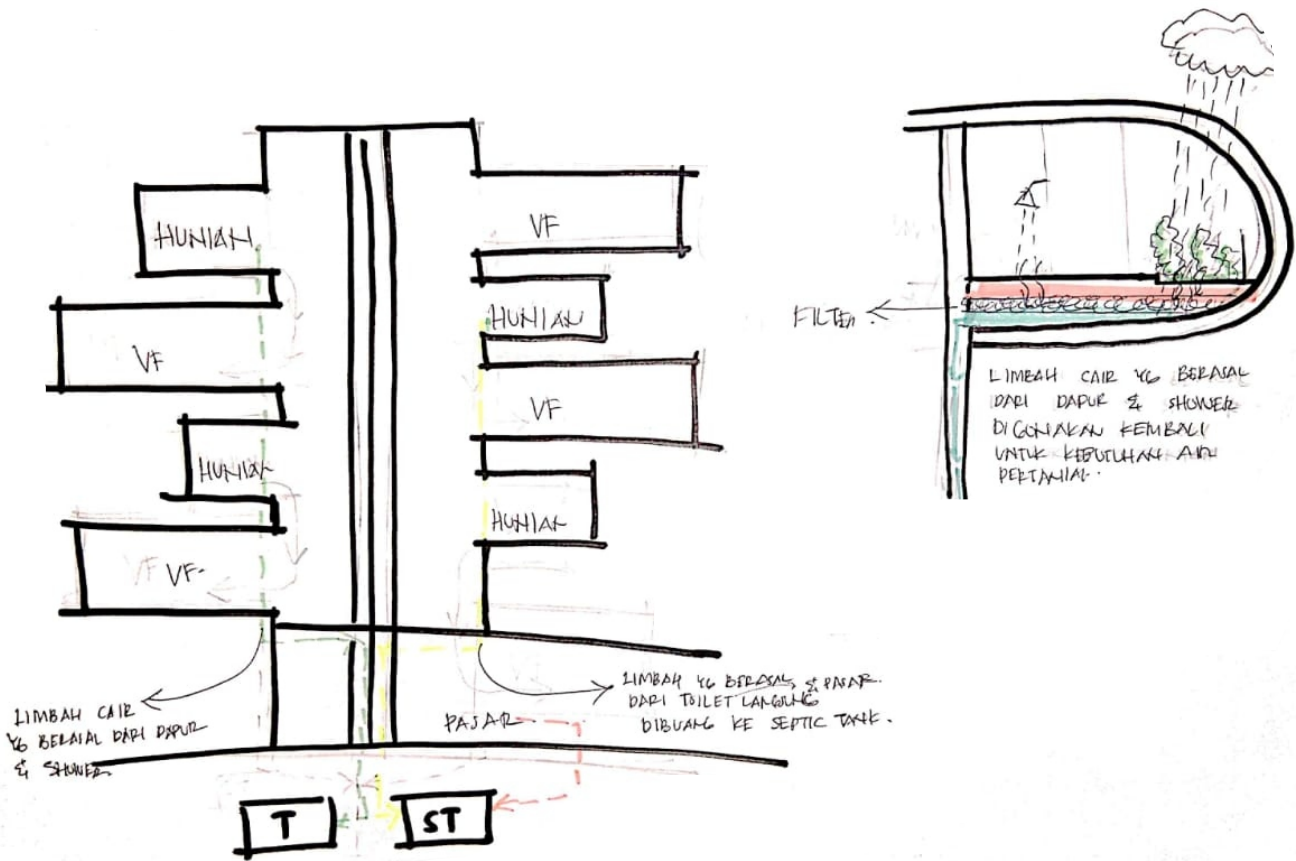 HUNIAN
VF
HUNIAN
VF.
VF
VF
HUNIAN
VF
HUNIAN
LIMBAH CAIR
YG BERASAL DARI DAPUR
& SHOWER
PASAR
LIMBAH YG BERASAL & PASAR.
DARI TOILET LANGSUNG
DIBUANG KE SEPTIC TANK.
T
ST
FILTER.
LIMBAH CAIR YG BERASAL
DARI DAPUR & SHOWER
DIGUNAKAN KEMBALI
UNTUK KEBUTUHAN AIR
PERTANIAN.